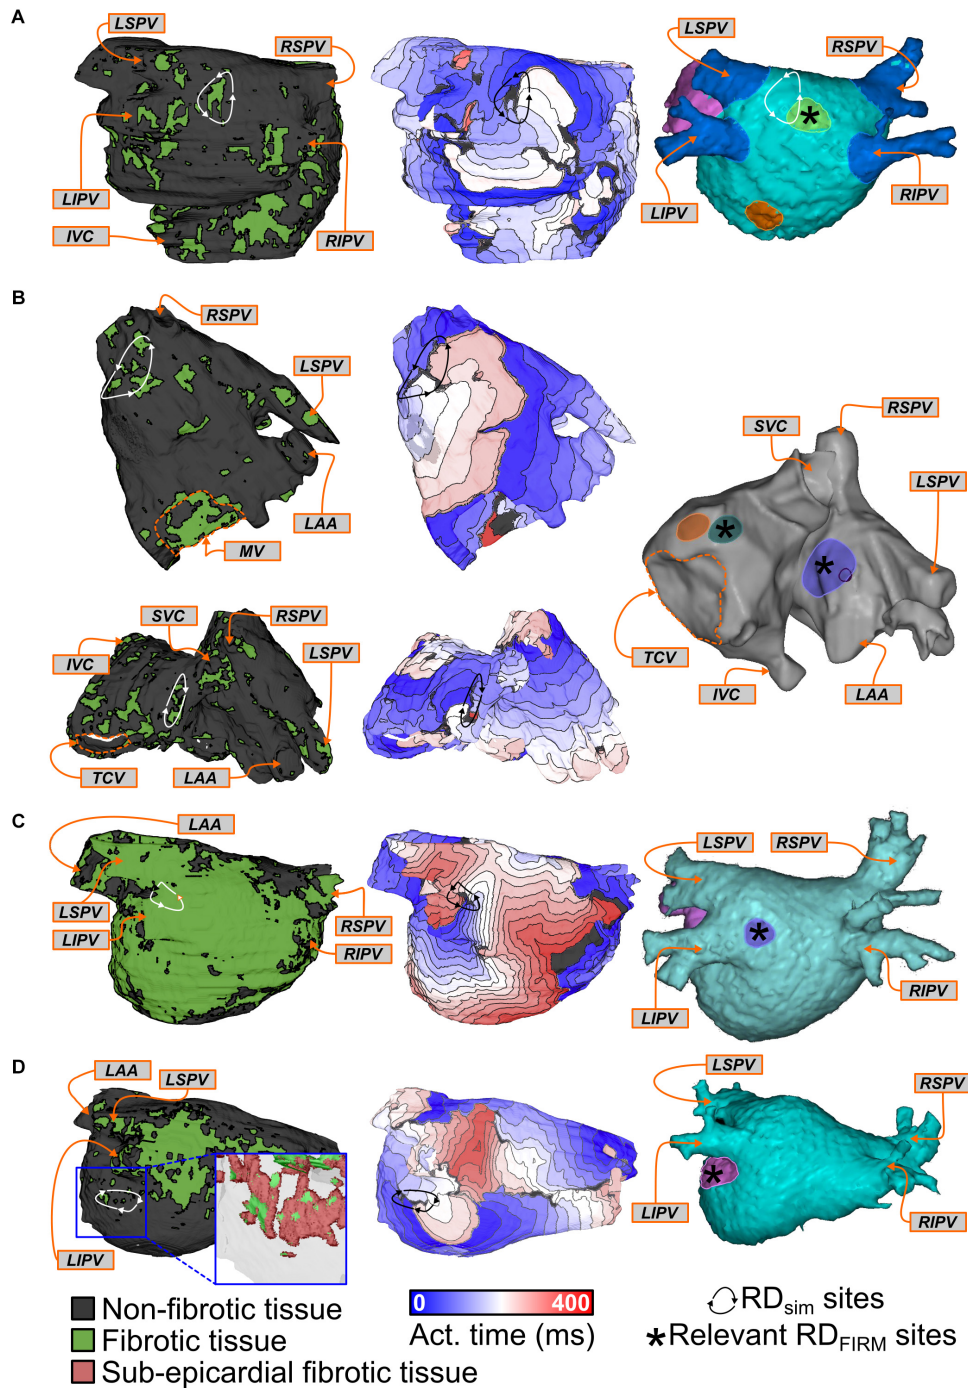 A
LSPV
RSPV
LIPV
IVC
RIPV
LSPV
RSPV
LIPV
RIPV
*
B
RSPV
LSPV
LAA
MV
SVC
RSPV
IVC
LSPV
TCV
LAA
RSPV
SVC
LSPV
*
*
TCV
IVC
LAA
C
LAA
LSPV
LIPV
RSPV
RIPV
LSPV
RSPV
*
LIPV
RIPV
D
LAA
LSPV
LIPV
LSPV
RSPV
*
LIPV
RIPV
Non-fibrotic tissue
Fibrotic tissue
Sub-epicardial fibrotic tissue
0 400
Act. time (ms)
RDsim sites
*Relevant RDFIRM sites